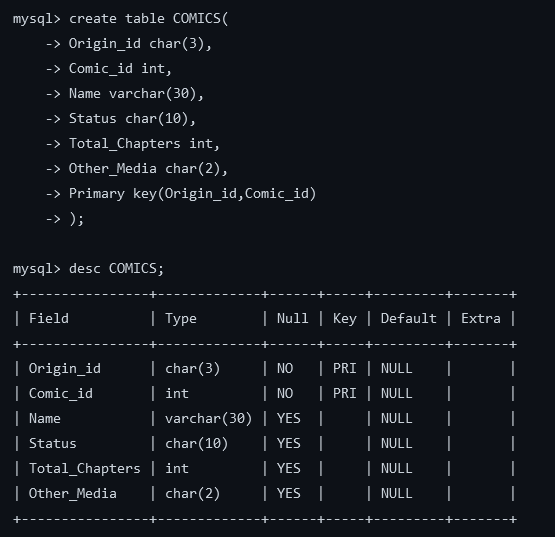 mysql> create table COMICS(
    -> Origin_id char(3),
    -> Comic_id int,
    -> Name varchar(30),
    -> Status char(10),
    -> Total_Chapters int,
    -> Other_Media char(2),
    -> Primary key(Origin_id,Comic_id)
    -> );

mysql> desc COMICS;
+----------------+-------------+------+-----+---------+-------+
| Field          | Type        | Null | Key | Default | Extra |
+----------------+-------------+------+-----+---------+-------+
| Origin_id      | char(3)     | NO   | PRI | NULL    |       |
| Comic_id       | int         | NO   | PRI | NULL    |       |
| Name           | varchar(30) | YES  |     | NULL    |       |
| Status         | char(10)    | YES  |     | NULL    |       |
| Total_Chapters | int         | YES  |     | NULL    |       |
| Other_Media    | char(2)     | YES  |     | NULL    |       |
+----------------+-------------+------+-----+---------+-------+